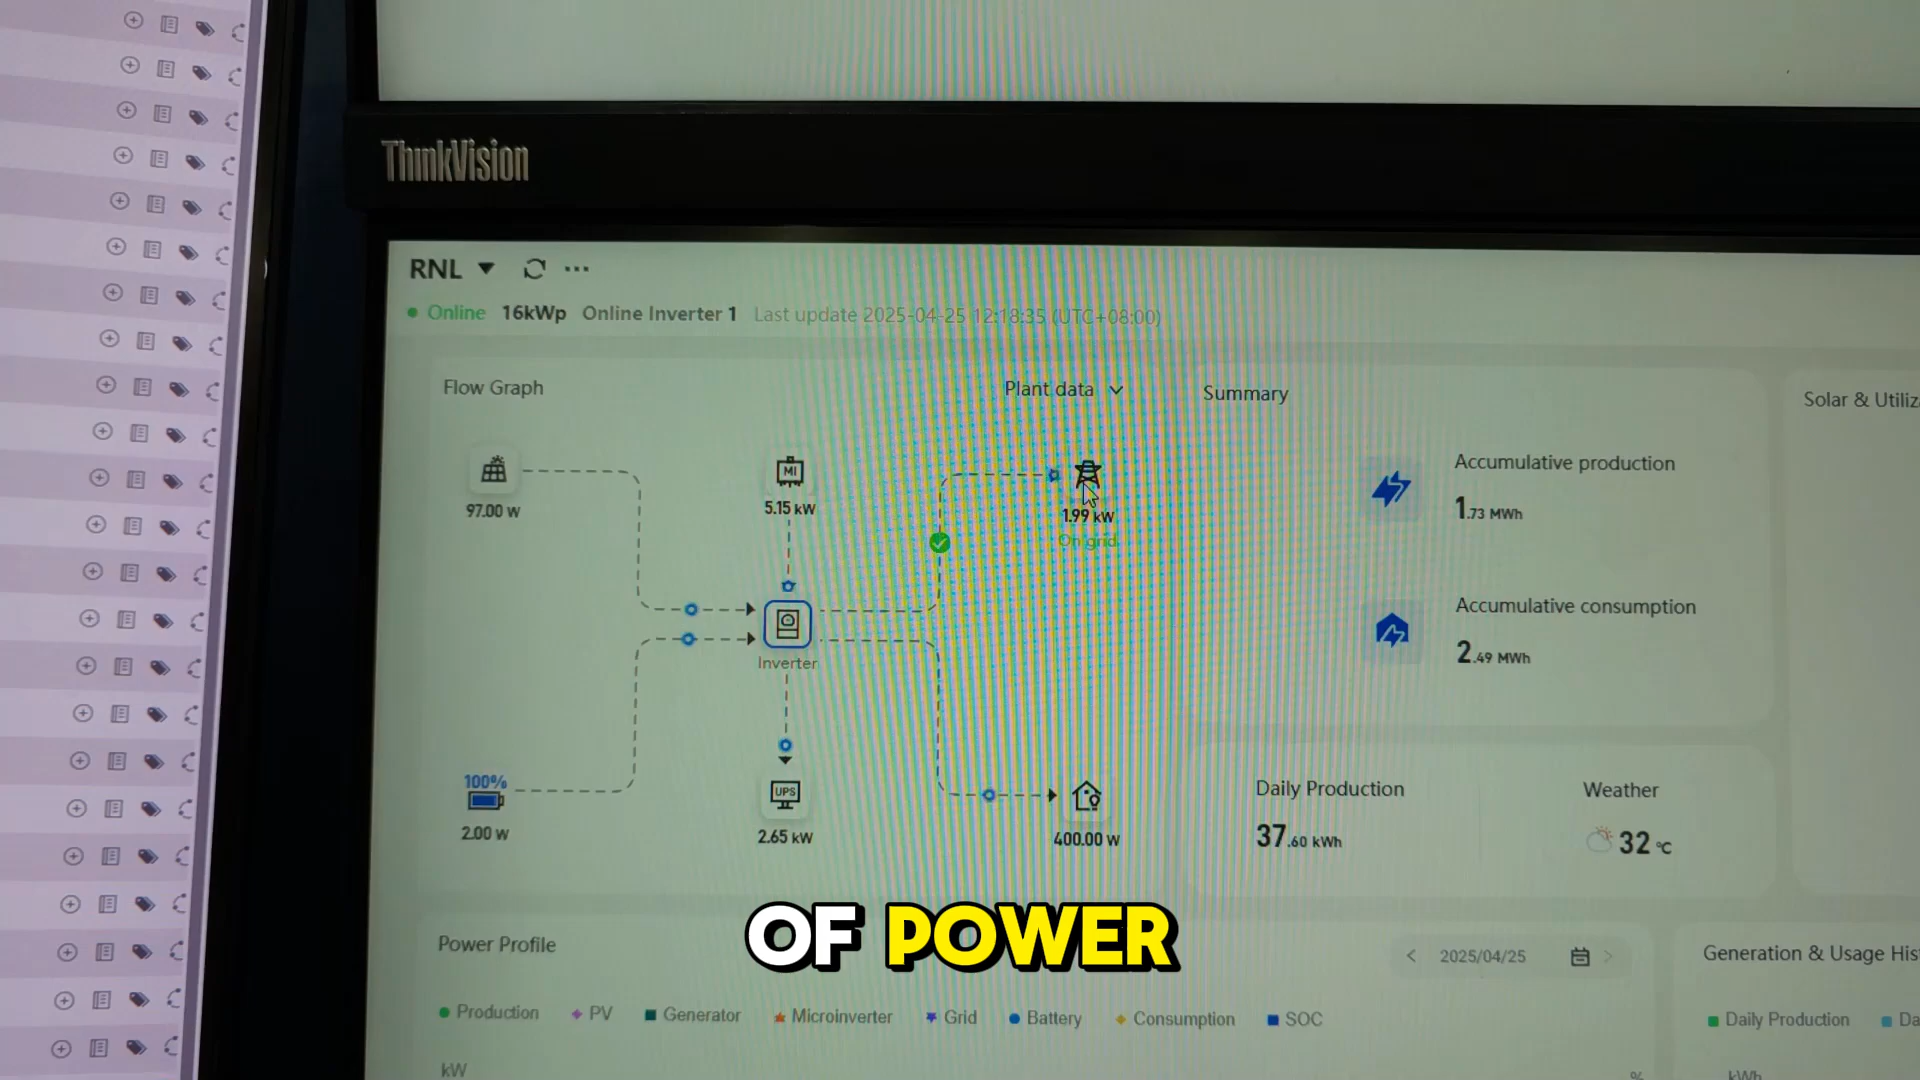 ThinkVision
RNL
Online 16kWp Online Inverter 1 Last update 2025-04-25 12:18:35 (UTC+08:00)
Flow Graph
Plant data
Summary
Solar & Utiliz
97.00 W
MI
5.15 kW
1.99 kW
On grid
Accumulative production
1.73 MWh
Accumulative consumption
2.49 MWh
Inverter
100%
2.00 W
UPS
2.65 kW
400.00 W
Daily Production
37.60 kWh
Weather
32 °C
OF POWER
Power Profile
2025/04/25
Generation & Usage His
Production PV Generator Microinverter Grid Battery Consumption SOC
Daily Production Da
kW
%
kWh